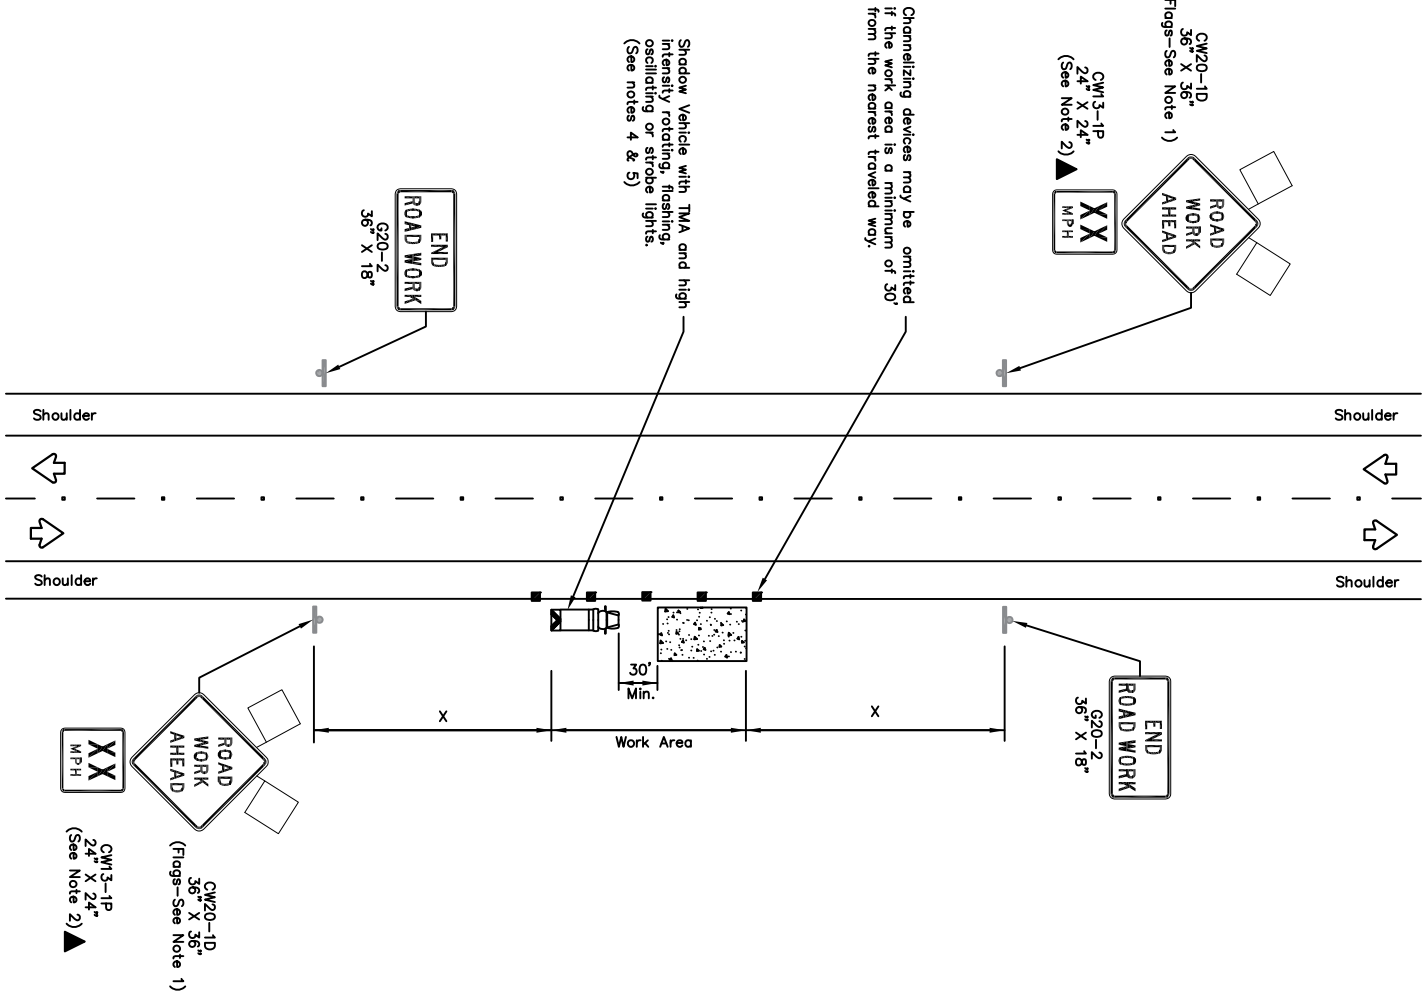 Channelizing devices may be omitted
if the work area is a minimum of 30'
from the nearest traveled way.
CW20-1D
36" X 36"
Flags-See Note 1)
CW13-1P
24" X 24"
(See Note 2)
ROAD
WORK
AHEAD
XX
MPH
Shadow Vehicle with TMA and high
intensity rotating, flashing,
oscillating or strobe lights.
(See notes 4 & 5)
END
ROAD WORK
G20-2
36" X 18"
Shoulder
Shoulder
Shoulder
Shoulder
30'
Min.
X
X
Work Area
END
ROAD WORK
G20-2
36" X 18"
ROAD
WORK
AHEAD
XX
MPH
CW20-1D
36" X 36"
(Flags-See Note 1)
CW13-1P
24" X 24"
(See Note 2)